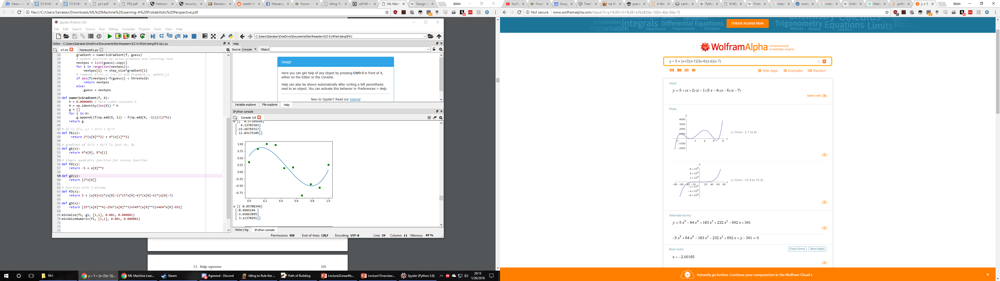 Inbox –
CS 6140
CS 6140
ps1.pdf
PS2.pdf
Network
Securing
Blackboa
reddit: th
Messeng
Forum -
Idling To
cs6140-m
ML Mach
Design m
Jason
file:///C:/Users/Sairakan/Downloads/ML%20Machine%20Learning-A%20Probabilistic%20Perspective.pdf
Spyder (Python 3.6)
File Edit Search Source Run Debug Consoles Projects Tools View Help
C:\Users\Sairakan\OneDrive\Documents\Northeastern\CS 6140\ml-jteng\PA1
Editor - C:\Users\Sairakan\OneDrive\Documents\Northeastern\CS 6140\ml-jteng\PA1\p1.py
p1.py homework1.py
28 gradient = numericGradient(f, guess)
29 # update position by using gradient and learning rate
30 nextpos = list(guess).copy()
31 for i in range(len(nextpos)):
32 nextpos[i] -= step_size*gradient[i]
33 # compute f(cur_x, cur_y) and f(update_x, update_y)
34 if abs(f(nextpos)-f(guess)) < threshold:
35 return nextpos
36 else:
37 guess = nextpos
38
39 def numericGradient(f, X):
40 h = 0.0000005 # hard-coded constant h
41 H = np.identity(len(X)) * h
42 g = []
43 for i in H:
44 g.append((f(np.add(X, i)) - f(np.add(X, -i)))/(2*h))
45 return g
46
47 # f1 is f(x, y) = 2x^2 + 4y^2
48 def f1(x):
49 return 2*(x[0]**2) + 4*(x[1]**2)
50
51 # gradient of 2x^2 + 4y^2 is just 4x, 8y
52 def g1(x):
53 return 4*x[0], 8*x[1]
54
55 # simple quadratic function for convex function
56 def f2(x):
57 return -5 + x[0]**2
58
59 def g2(x):
60 return [2*x[0]]
61
62 # function with 2 minima
63 def f3(x):
64 return 5 + (x[0]+2)*(x[0]-1)*(5*x[0]-4)*(x[0]-6)*(x[0]-7)
65
66 def g3(x):
67 return [25*(x[0]**4)-256*(x[0]**3)+549*(x[0]**2)+464*x[0]-692]
68
69 minimize(f1, g1, [1,1], 0.001, 0.000001)
70 minimizeNumeric(f1, [1,1], 0.001, 0.000001)
71
72
73
Help
Source Console Object
Usage
Here you can get help of any object by pressing Ctrl+I in front of it,
either on the Editor or the Console.
Help can also be shown automatically after writing a left parenthesis
next to an object. You can activate this behavior in Preferences > Help.
New to Spyder? Read our tutorial
Variable explorer File explorer Help
IPython console
Console 1/A
w [[ 0.57105698]
[ 4.12703383]
[-15.66769317]
[ 11.03175105]]
1.00
0.75
0.50
0.25
0.00
−0.25
−0.50
−0.75
0.0 0.2 0.4 0.6 0.8 1.0
w [[ 0.85708346]
[-0.4985194 ]
[-3.65863895]
[ 3.11370291]]
History log IPython console
Permissions: RW End-of-lines: CRLF Encoding: UTF-8 Line: 59 Column: 11 Memory: 49 %
7.5. Ridge regression 229
PA1
y = 5 + (x+2)(x-1)(...
ML Machine Lear...
Steam
#general - Discord
Idling to Rule the ...
Path of Building
Lecture2LinearRe...
Lecture1Overview...
Spyder (Python 3.6)
20:15
1/26/2018
YouTu
Forum
Googl
Tree/T
Ice Sh
poe.n
A Wel
Lachry
Pytho
6140p
Finite
maxin
nump
ordin
Ordin
Matri
pytho
y = 5
Jason
Not secure | www.wolframalpha.com/input/?i=y+%3D+5+%2B+(x%2B2)(x-1)(5x-4)(x-6)(x-7)
Multiplication Integrals Differential Equations
Derivatives
Factorization
Determinant Polynomials Extrema
Unlock Access Now
Chemistry Calculus
Trigonometry Equations Limits Roots
Matrices Division
WolframAlpha computational
knowledge engine.
y = 5 + (x+2)(x-1)(5x-4)(x-6)(x-7)
Web Apps Examples Random
Input:
y = 5 + (x + 2) (x − 1) (5 x − 4) (x − 6) (x − 7)
Open code
Plots:
y
4000
3000
2000
1000
−1000
−2000
−2 2 4 6 8 x
(x from −2.7 to 8)
y
6×10^9
4×10^9
2×10^9
−2×10^9
−4×10^9
−6×10^9
−80 −60 −40 −20 20 40 60 80 x
(x from −76.8 to 76.8)
Alternate forms:
y = 5 x^5 − 64 x^4 + 183 x^3 + 232 x^2 − 692 x + 341
−5 x^5 + 64 x^4 − 183 x^3 − 232 x^2 + 692 x + y − 341 = 0
Real roots:
Exact forms More digits
x ≈ −2.00165
Instantly go further. Continue your computation in the Wolfram Cloud »